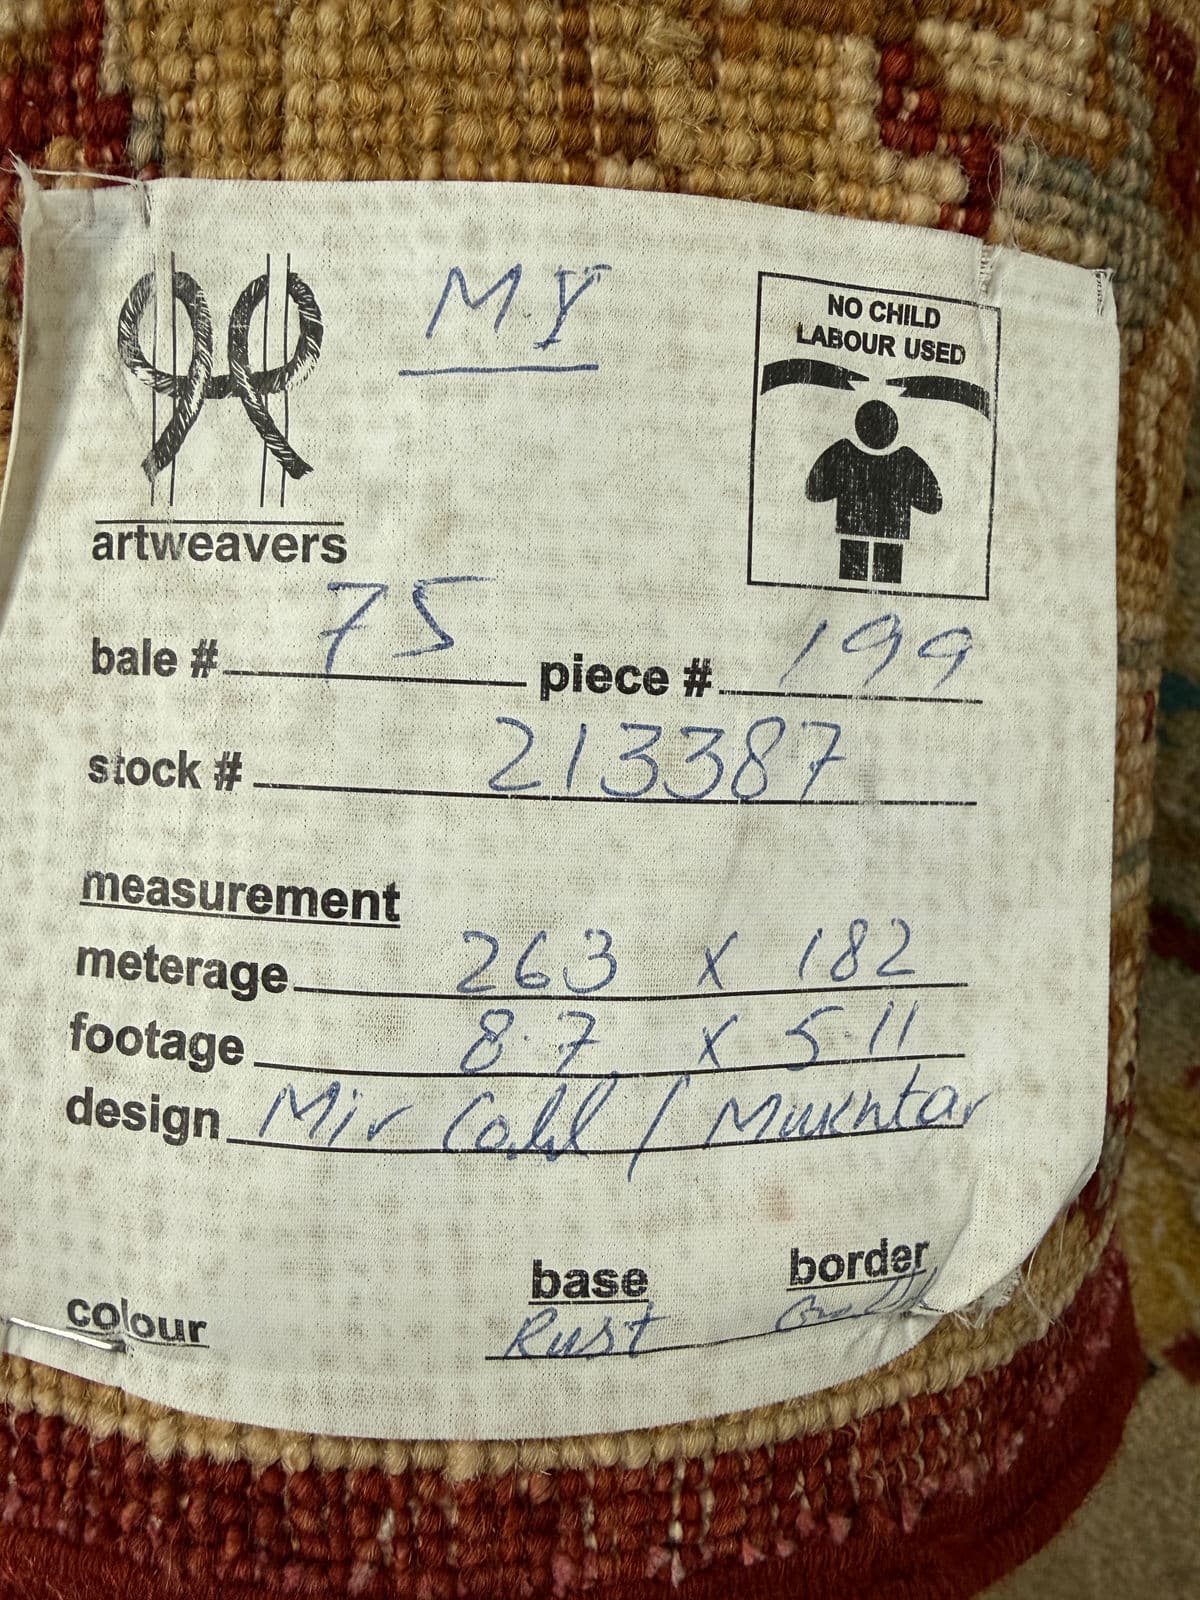 MY
NO CHILD
LABOUR USED
artweavers
bale # 75 piece # 199
stock # 213387
measurement
meterage 263 x 182
footage 8.7 x 5.11
design Mir / Mukhtar
base border
colour Rust